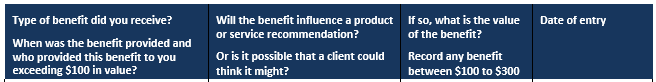 Type of benefit did you receive?
When was the benefit provided and
who provided this benefit to you
exceeding $100 in value?
Will the benefit influence a product
or service recommendation?
Or is it possible that a client could
think it might?
If so, what is the value
of the benefit?
Record any benefit
between $100 to $300
Date of entry